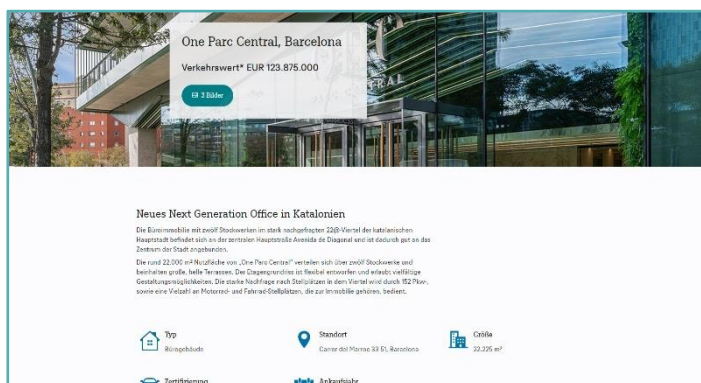 One Parc Central, Barcelona
Verkehrswert* EUR 123.875.000
3 Bilder
TRAL
Neues Next Generation Office in Katalonien
Die Büroimmobilie mit zwölf Stockwerken im stark nachgefragten 22@-Viertel der katalanischen
Hauptstadt befindet sich an der zentralen Hauptstraße Avenida de Diagonal und ist dadurch gut an das
Zentrum der Stadt angebunden.
Die rund 22.000 m² Nutzfläche von „One Parc Central“ verteilen sich über zwölf Stockwerke und
beinhalten große, helle Terrassen. Der Etagengrundriss ist flexibel entworfen und erlaubt vielfältige
Gestaltungsmöglichkeiten. Die starke Nachfrage nach Stellplätzen in dem Viertel wird durch 152 Pkw-,
sowie eine Vielzahl an Motorrad- und Fahrrad-Stellplätzen, die zur Immobilie gehören, bedient.
Typ
Bürogebäude
Standort
Carrer del Marroc 33 51, Barcelona
Größe
22.225 m²
Zertifizierung
Ankaufsjahr